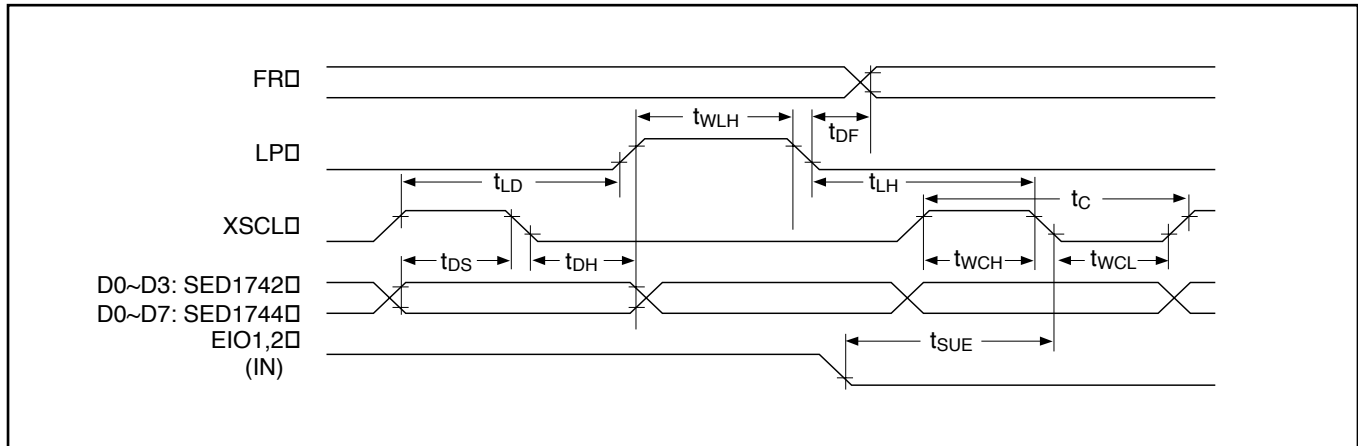 FR□
tWLH
tDF
LP□
tLD
tLH
tC
XSCL□
tDS
tDH
tWCH
tWCL
D0~D3: SED1742□
D0~D7: SED1744□
EIO1,2□
(IN)
tSUE